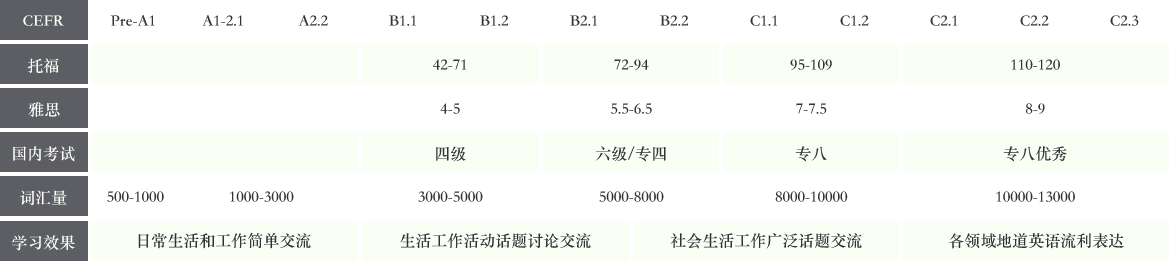 CEFR Pre-A1 A1-2.1 A2.2 B1.1 B1.2 B2.1 B2.2 C1.1 C1.2 C2.1 C2.2 C2.3
托福 42-71 72-94 95-109 110-120
雅思 4-5 5.5-6.5 7-7.5 8-9
国内考试 四级 六级/专四 专八 专八优秀
词汇量 500-1000 1000-3000 3000-5000 5000-8000 8000-10000 10000-13000
学习效果 日常生活和工作简单交流 生活工作活动话题讨论交流 社会生活工作广泛话题交流 各领域地道英语流利表达